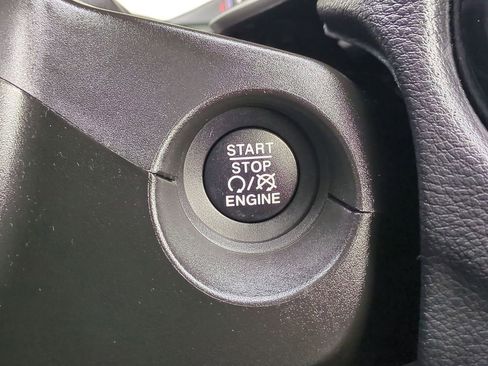 START
STOP
/
ENGINE